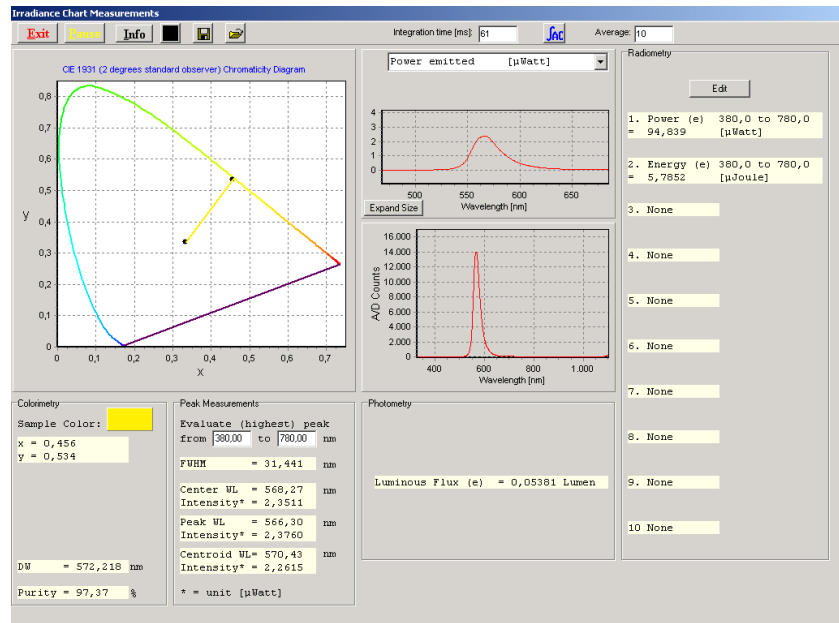 Irradiance Chart Measurements
Exit Pause Info Integration time [ms]: 61 SAC Average: 10
CIE 1931 (2 degrees standard observer) Chromaticity Diagram
0,8
0,7
0,6
0,5
0,4
0,3
0,2
0,1
0
y
0 0,1 0,2 0,3 0,4 0,5 0,6 0,7
x
Power emitted [µWatt]
4
3
2
1
0
500 550 600 650
Expand Size Wavelength [nm]
16.000
12.000
10.000
8.000
6.000
4.000
2.000
0
A/D Counts
400 600 800 1.000
Wavelength [nm]
Radiometry
Edit
1. Power (e) 380,0 to 780,0
= 94,839 [µWatt]
2. Energy (e) 380,0 to 780,0
= 5,7852 [µJoule]
3. None
4. None
5. None
6. None
7. None
8. None
9. None
10 None
Colorimetry
Sample Color:
x = 0,456
y = 0,534
DW = 572,218 nm
Purity = 97,37 %
Peak Measurements
Evaluate (highest) peak
from 380,00 to 780,00 nm
FWHM = 31,441 nm
Center WL = 568,27 nm
Intensity* = 2,3511
Peak WL = 566,30 nm
Intensity* = 2,3760
Centroid WL= 570,43 nm
Intensity* = 2,2615
* = unit [µWatt]
Photometry
Luminous Flux (e) = 0,05381 Lumen